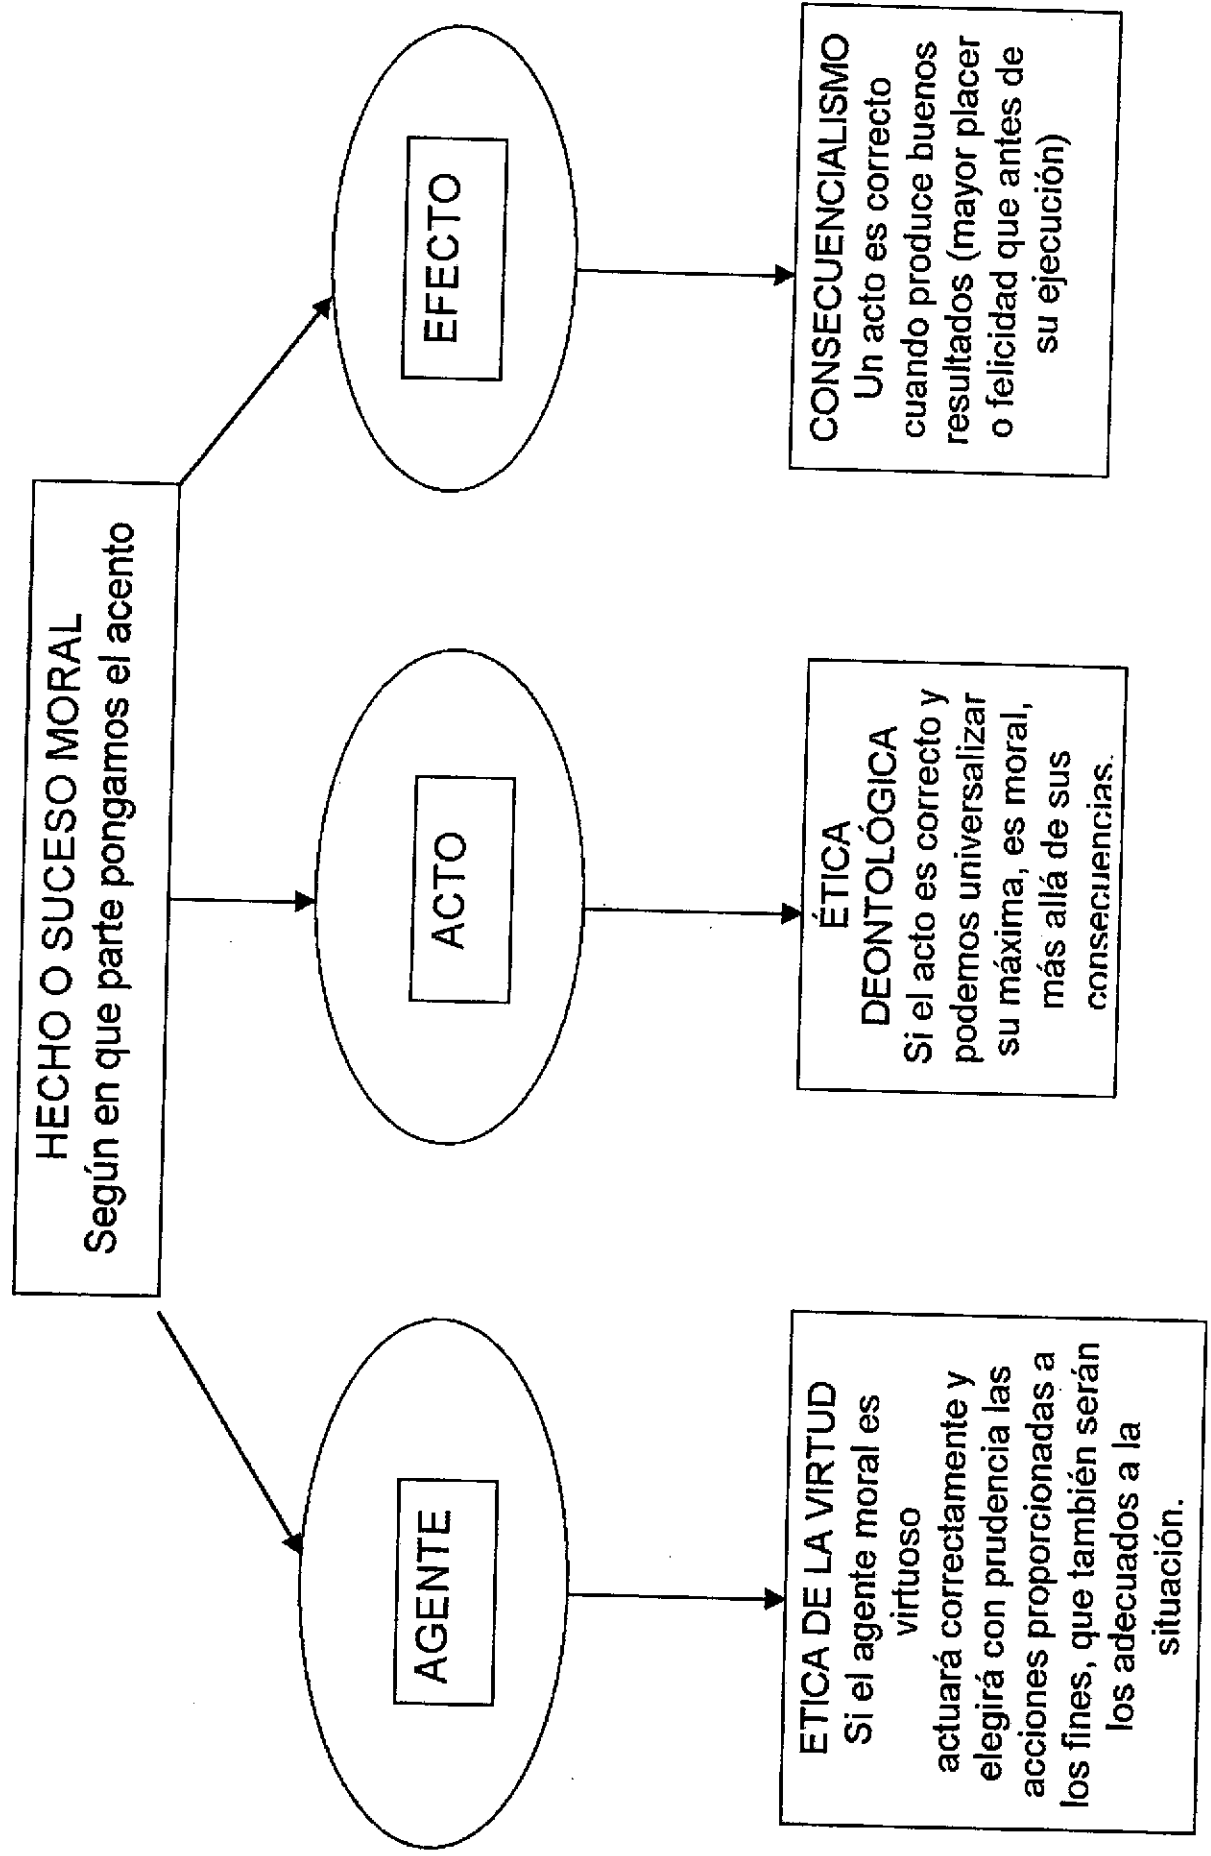 HECHO O SUCESO MORAL
Según en que parte pongamos el acento
AGENTE
ACTO
EFECTO
ETICA DE LA VIRTUD
Si el agente moral es
virtuoso
actuará correctamente y
elegirá con prudencia las
acciones proporcionadas a
los fines, que también serán
los adecuados a la
situación.
ÉTICA
DEONTOLÓGICA
Si el acto es correcto y
podemos universalizar
su máxima, es moral,
más allá de sus
consecuencias.
CONSECUENCIALISMO
Un acto es correcto
cuando produce buenos
resultados (mayor placer
o felicidad que antes de
su ejecución)